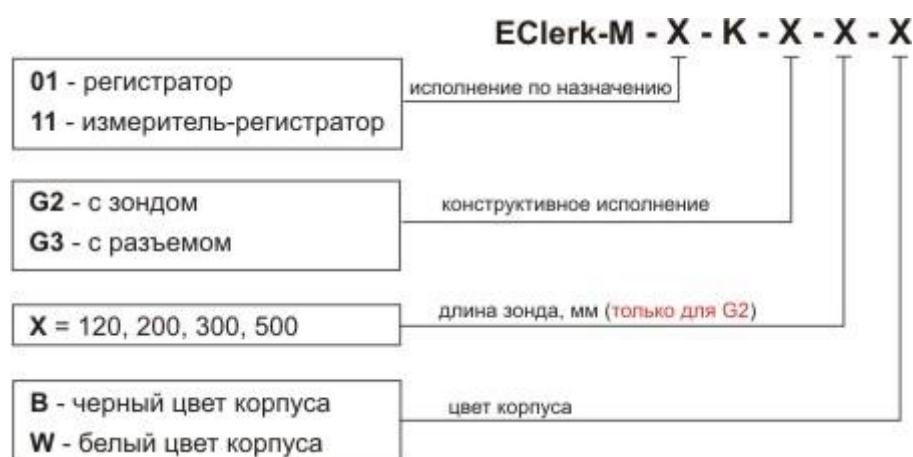 EClerk-M - X - K - X - X - X
01 - регистратор
11 - измеритель-регистратор
исполнение по назначению
G2 - с зондом
G3 - с разъемом
конструктивное исполнение
X = 120, 200, 300, 500
длина зонда, мм (только для G2)
B - черный цвет корпуса
W - белый цвет корпуса
цвет корпуса